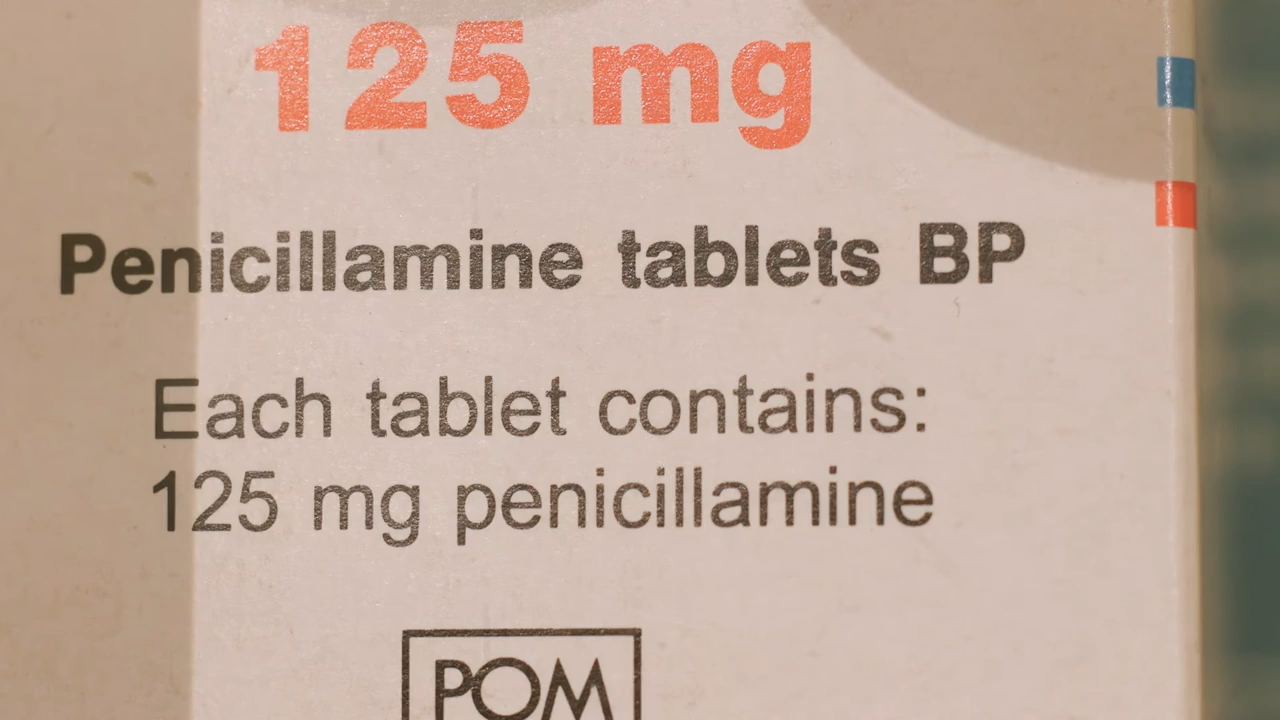 125 mg
Penicillamine tablets BP
Each tablet contains:
125 mg penicillamine
POM